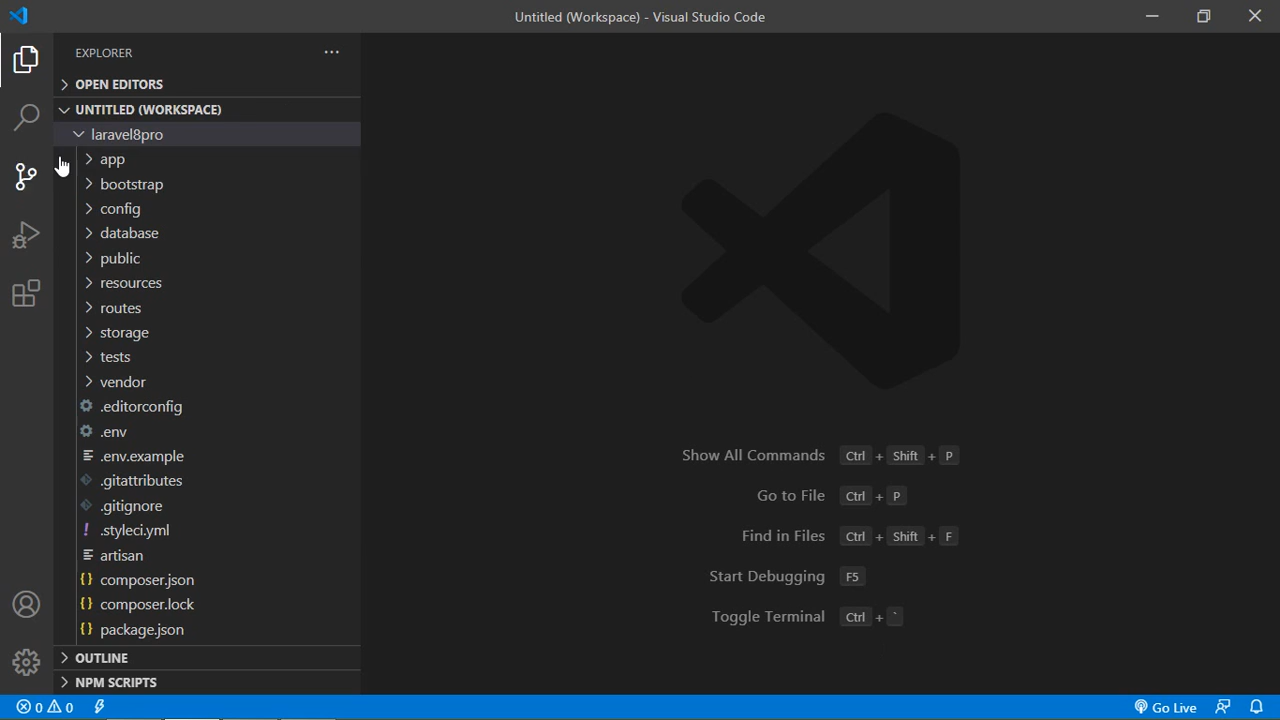 Untitled (Workspace) - Visual Studio Code
EXPLORER
OPEN EDITORS
UNTITLED (WORKSPACE)
laravel8pro
app
bootstrap
config
database
public
resources
routes
storage
tests
vendor
.editorconfig
.env
.env.example
.gitattributes
.gitignore
.styleci.yml
artisan
composer.json
composer.lock
package.json
OUTLINE
NPM SCRIPTS
Show All Commands Ctrl + Shift + P
Go to File Ctrl + P
Find in Files Ctrl + Shift + F
Start Debugging F5
Toggle Terminal Ctrl + `
0 0
Go Live